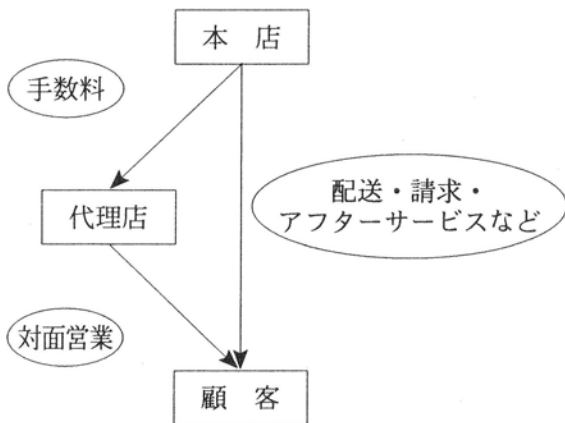 本 店
手数料
代理店
配送・請求・
アフターサービスなど
対面営業
顧 客